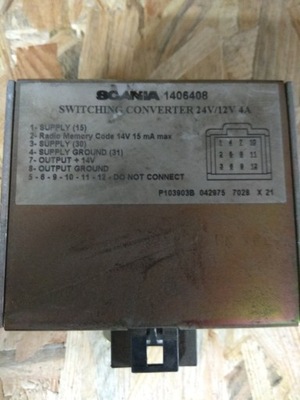 SCANIA 1406408
SWITCHING CONVERTER 24V/12V 4A
1- SUPPLY (15)
2- Radio Memory Code 14V 15 mA max
3- SUPPLY (30)
4- SUPPLY GROUND (31)
7- OUTPUT + 14V
8- OUTPUT GROUND
5 - 6 - 9 - 10 - 11 - 12 - DO NOT CONNECT
P103903B 042975 7028 X 21